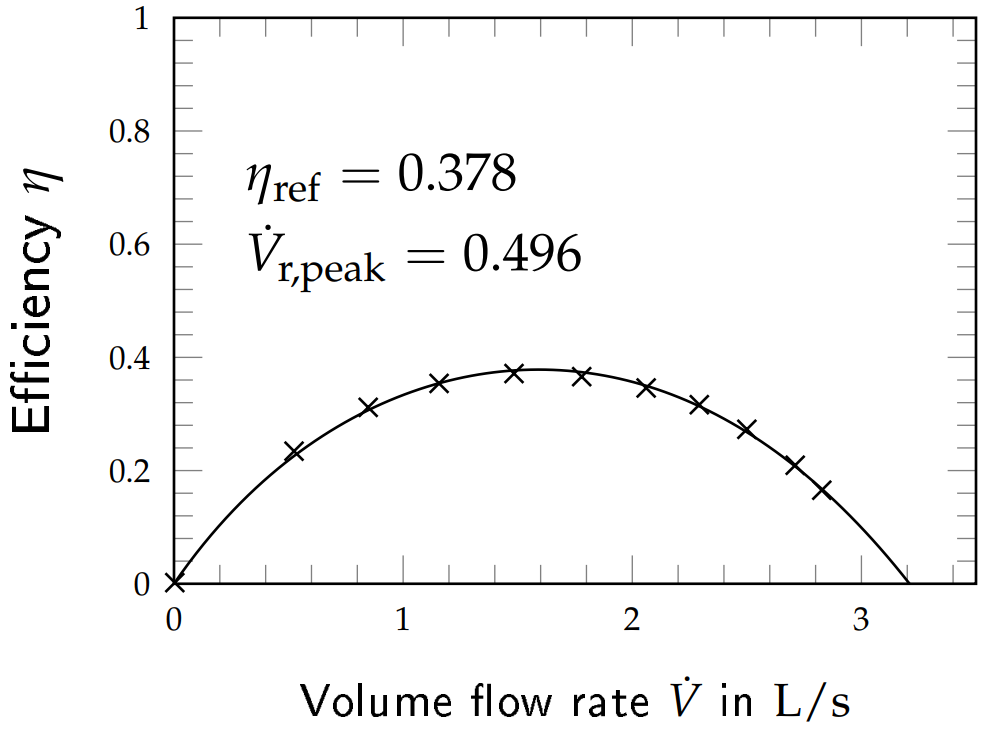 1
0.8
0.6
0.4
0.2
0
Efficiency η
η_ref = 0.378
V̇_r,peak = 0.496
0 1 2 3
Volume flow rate V̇ in L/s